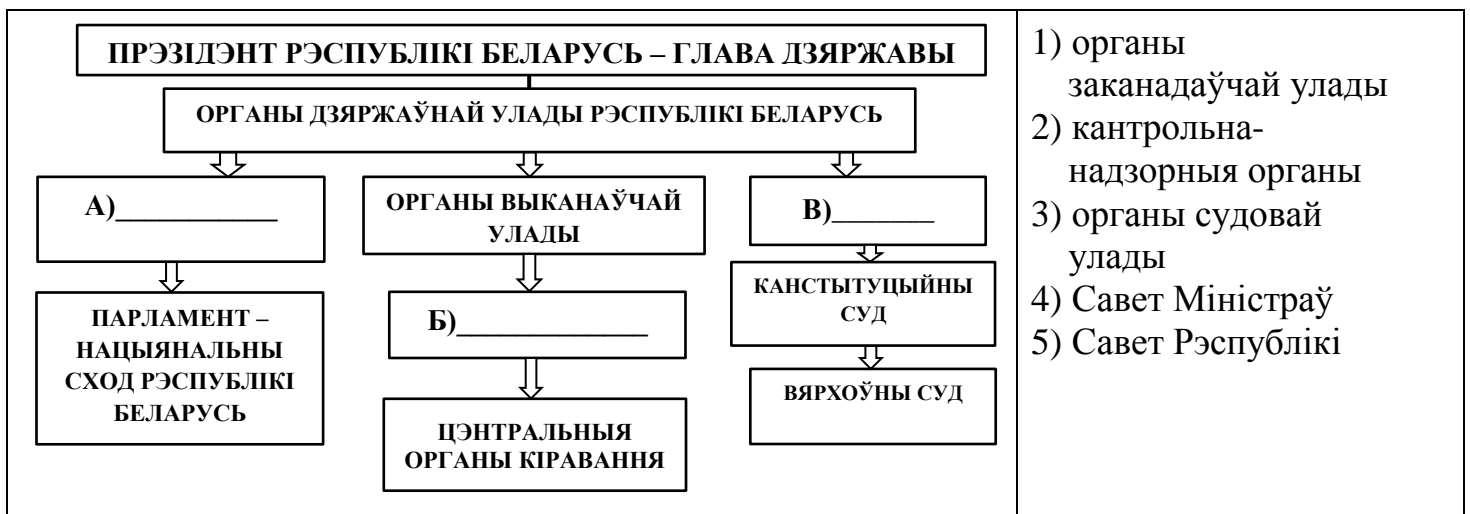 ПРЭЗІДЭНТ РЭСПУБЛІКІ БЕЛАРУСЬ – ГЛАВА ДЗЯРЖАВЫ
ОРГАНЫ ДЗЯРЖАЎНАЙ УЛАДЫ РЭСПУБЛІКІ БЕЛАРУСЬ
А)___________
ПАРЛАМЕНТ –
НАЦЫЯНАЛЬНЫ
СХОД РЭСПУБЛІКІ
БЕЛАРУСЬ
ОРГАНЫ ВЫКАНАЎЧАЙ
УЛАДЫ
Б)_____________
ЦЭНТРАЛЬНЫЯ
ОРГАНЫ КІРАВАННЯ
В)_______
КАНСТЫТУЦЫЙНЫ
СУД
ВЯРХОЎНЫ СУД
1) органы
заканадаўчай улады
2) кантрольна-
надзорныя органы
3) органы судовай
улады
4) Савет Міністраў
5) Савет Рэспублікі